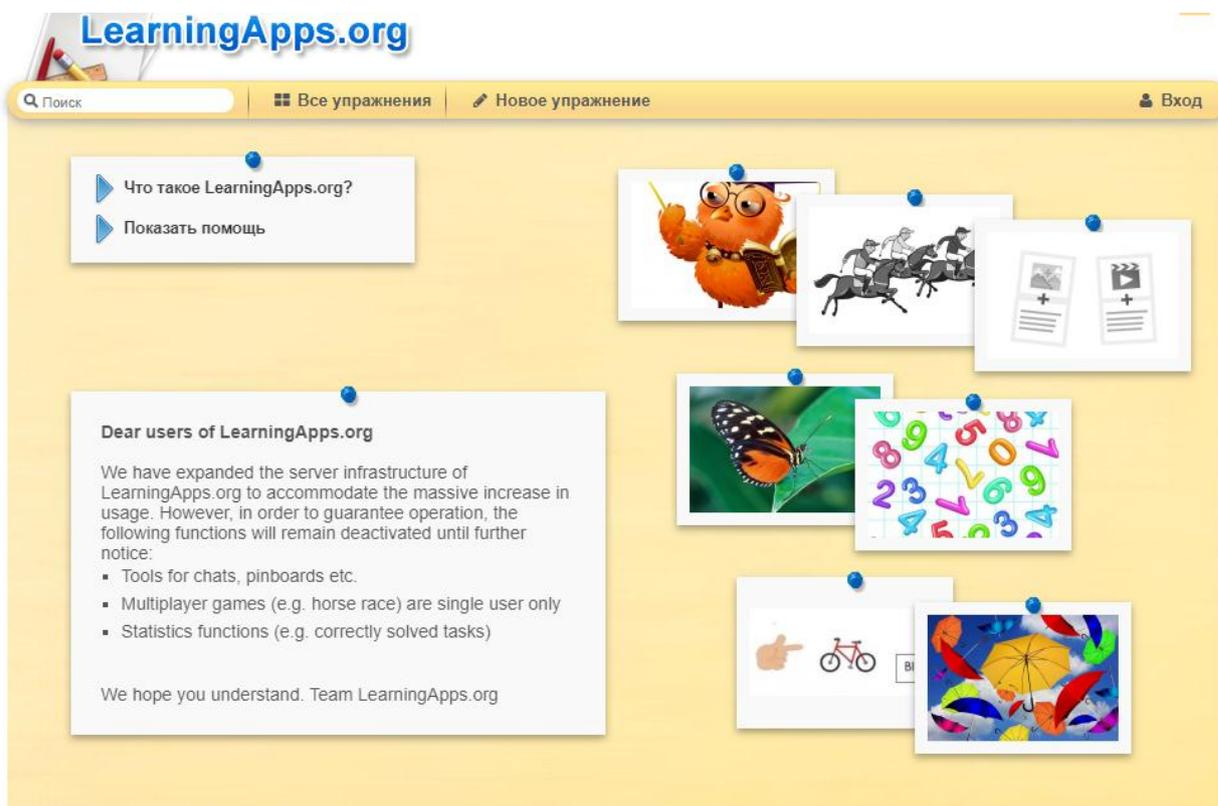 LearningApps.org
Поиск
Все упражнения
Новое упражнение
Вход
Что такое LearningApps.org?
Показать помощь
Dear users of LearningApps.org
We have expanded the server infrastructure of
LearningApps.org to accommodate the massive increase in
usage. However, in order to guarantee operation, the
following functions will remain deactivated until further
notice:
▪ Tools for chats, pinboards etc.
▪ Multiplayer games (e.g. horse race) are single user only
▪ Statistics functions (e.g. correctly solved tasks)
We hope you understand. Team LearningApps.org